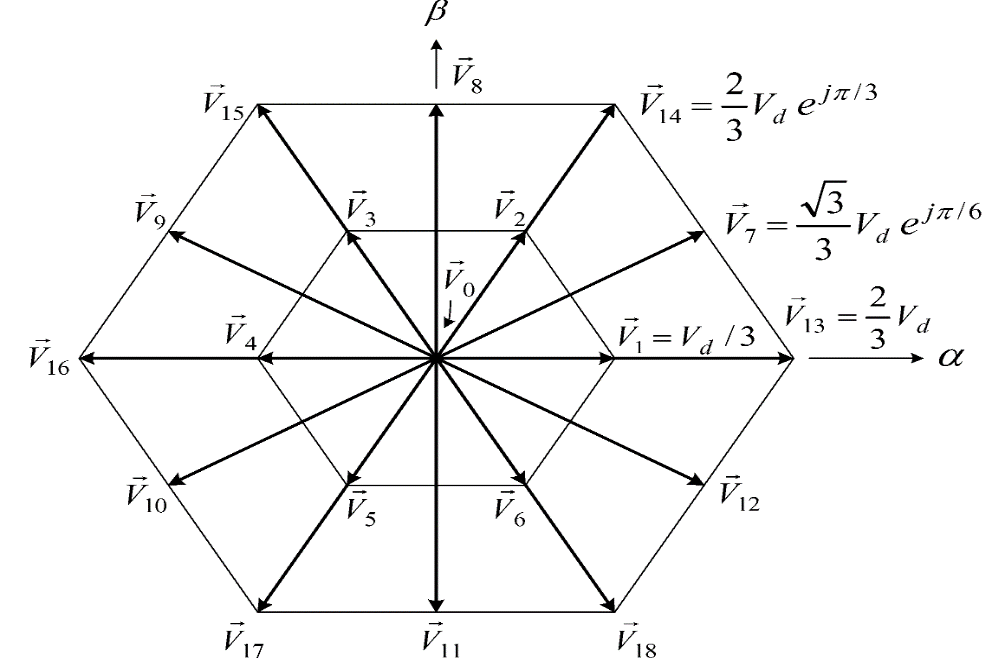 β
V⃗₈
V⃗₁₅
V⃗₁₄ = 2/3 V_d e^{jπ/3}
V⃗₉
V⃗₃
V⃗₂
V⃗₇ = √3/3 V_d e^{jπ/6}
V⃗₀
V⃗₁₆
V⃗₄
V⃗₁ = V_d / 3
V⃗₁₃ = 2/3 V_d
α
V⃗₁₀
V⃗₅
V⃗₆
V⃗₁₂
V⃗₁₇
V⃗₁₁
V⃗₁₈